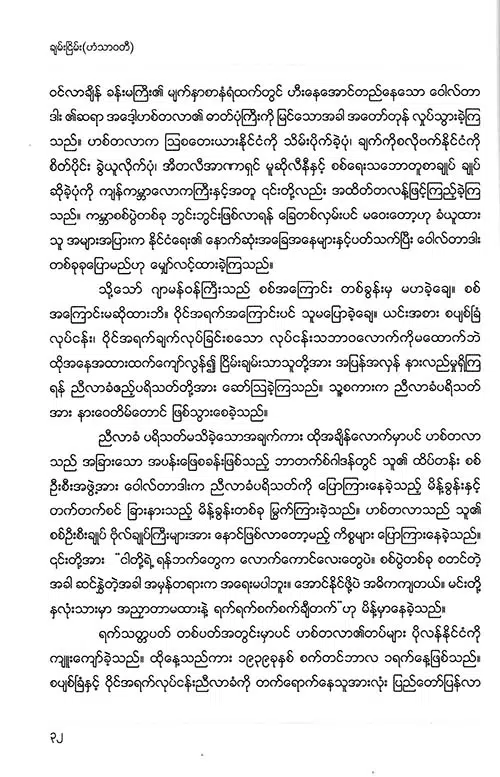 ချမ်းငြိမ်း(ဟံသာဝတီ)
ဝင်လာချိန် ခန်းမကြီး၏ မျက်နှာစာနံရံထက်တွင် ဟီးနေအောင်တည်နေသော ဝေါလ်တာ
ဒါး ၏ဆရာ အဒေါ့ဟစ်တလာ၏ ဓာတ်ပုံကြီးကို မြင်သောအခါ အတော်တုန် လှုပ်သွားခဲ့ကြ
သည်။ ဟစ်တလာက ဩစတေးယားနိုင်ငံကို သိမ်းပိုက်ခဲ့ပုံ၊ ချက်ကိုစလိုဗက်နိုင်ငံကို
စိတ်ပိုင်း ခွဲယူလိုက်ပုံ၊ အီတလီအာဏာရှင် မူဆိုလီနီနှင့် စစ်ရေးသဘောတူစာချုပ် ချုပ်
ဆိုခဲ့ပုံကို ကျန်ကမ္ဘာလောကကြီးနှင့်အတူ ၎င်းတို့လည်း အထိတ်တလန့်ဖြင့်ကြည့်ခဲ့ကြ
သည်။ ကမ္ဘာစစ်ပွဲတစ်ခု ဘွင်းဘွင်းဖြစ်လာရန် ခြေတစ်လှမ်းပင် မဝေးတော့ဟု ခံယူထား
သူ အများအပြားက နိုင်ငံရေး၏ နောက်ဆုံးအခြေအနေများနှင့်ပတ်သက်ပြီး ဝေါလ်တာဒါး
တစ်ခုခုပြောမည်ဟု မျှော်လင့်ထားခဲ့ကြသည်။
သို့သော် ဂျာမန်ဝန်ကြီးသည် စစ်အကြောင်း တစ်ခွန်းမှ မဟခဲ့ချေ။ စစ်
အကြောင်းမဆိုထားဘိ။ ဝိုင်အရက်အကြောင်းပင် သူမပြောခဲ့ချေ။ ယင်းအစား စပျစ်ခြံ
လုပ်ငန်း၊ ဝိုင်အရက်ချက်လုပ်ခြင်းစသော လုပ်ငန်းသဘာဝလောက်ကိုမထောက်ဘဲ
ထိုအနေအထားထက်ကျော်လွန်၍ ငြိမ်းချမ်းသာသူတို့အား အပြန်အလှန် နားလည်မှုရှိကြ
ရန် ညီလာခံဧည့်ပရိသတ်တို့အား ဆော်ဩခဲ့ကြသည်။ သူ့စကားက ညီလာခံပရိသတ်
အား နားဝေတိမ်တောင် ဖြစ်သွားစေခဲ့သည်။
ညီလာခံ ပရိသတ်မသိခဲ့သောအချက်ကား ထိုအချိန်လောက်မှာပင် ဟစ်တလာ
သည် အခြားသော အပန်းဖြေစခန်းဖြစ်သည့် ဘာတက်စ်ဂါဒန်တွင် သူ၏ ထိပ်တန်း စစ်
ဦးစီးအဖွဲ့အား ဝေါလ်တာဒါးက ညီလာခံပရိသတ်ကို ပြောကြားနေခဲ့သည့် မိန့်ခွန်းနှင့်
တက်တက်စင် ခြားနားသည့် မိန့်ခွန်းတစ်ခု မြွက်ကြားနေခဲ့သည်။ ဟစ်တလာသည် သူ၏
စစ်ဦးစီးချုပ် ဗိုလ်ချုပ်ကြီးများအား နောင်ဖြစ်လာတော့မည့် ကိစ္စများ ပြောကြားနေခဲ့သည်။
၎င်းတို့အား "ငါတို့ရဲ့ ရန်ဘက်တွေက လောက်ကောင်လေးတွေပဲ။ စစ်ပွဲတစ်ခု စတင်တဲ့
အခါ ဆင်နွှဲတဲ့အခါ အမှန်တရားက အရေးမပါဘူး။ အောင်နိုင်ဖို့ပဲ အဓိကကျတယ်။ မင်းတို့
နှလုံးသားမှာ အညှာတာမထားနဲ့ ရက်ရက်စက်စက်ချီတက်"ဟု မိန့်မှာနေခဲ့သည်။
ရက်သတ္တပတ် တစ်ပတ်အတွင်းမှာပင် ဟစ်တလာ၏တပ်များ ပိုလန်နိုင်ငံကို
ကျူးကျော်ခဲ့သည်။ ထိုနေ့သည်ကား ၁၉၃၉ခုနှစ် စက်တင်ဘာလ ၁ရက်နေ့ဖြစ်သည်။
စပျစ်ခြံနှင့် ဝိုင်အရက်လုပ်ငန်းညီလာခံကို တက်ရောက်နေသူအားလုံး ပြည်တော်ပြန်လာ
၃၂